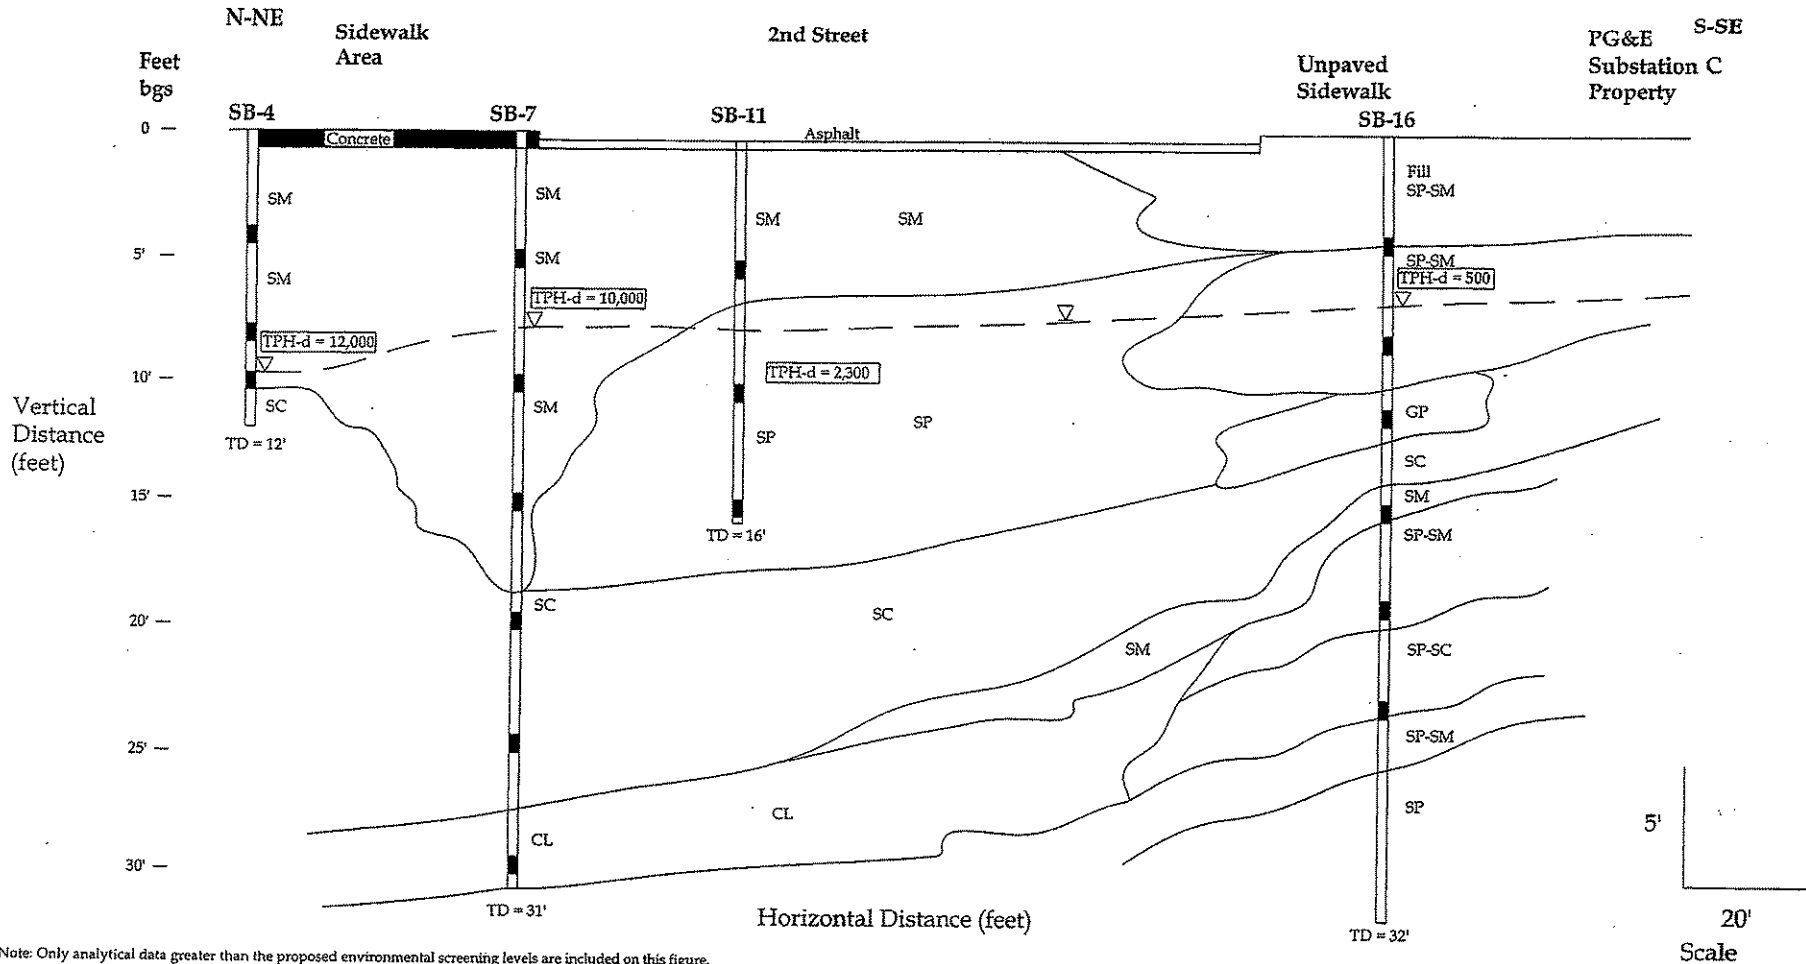 N-NE
S-SE
Sidewalk
Area
2nd Street
PG&E
Substation C
Property
Unpaved
Sidewalk
Feet
bgs
SB-4
SB-7
SB-11
SB-16
0 —
Concrete
Asphalt
Fill
SP-SM
SM
SM
SM
SM
5' —
SM
SM
SP-SM
TPH-d = 500
TPH-d = 10,000
TPH-d = 12,000
TPH-d = 2,300
10' —
SC
SM
SP
SP
GP
Vertical
Distance
(feet)
TD = 12'
SC
15' —
SM
TD = 16'
SP-SM
SC
SC
20' —
SM
SP-SC
25' —
SP-SM
CL
CL
SP
5'
30' —
TD = 31'
Horizontal Distance (feet)
TD = 32'
20'
Scale
Note: Only analytical data greater than the proposed environmental screening levels are included on this figure.